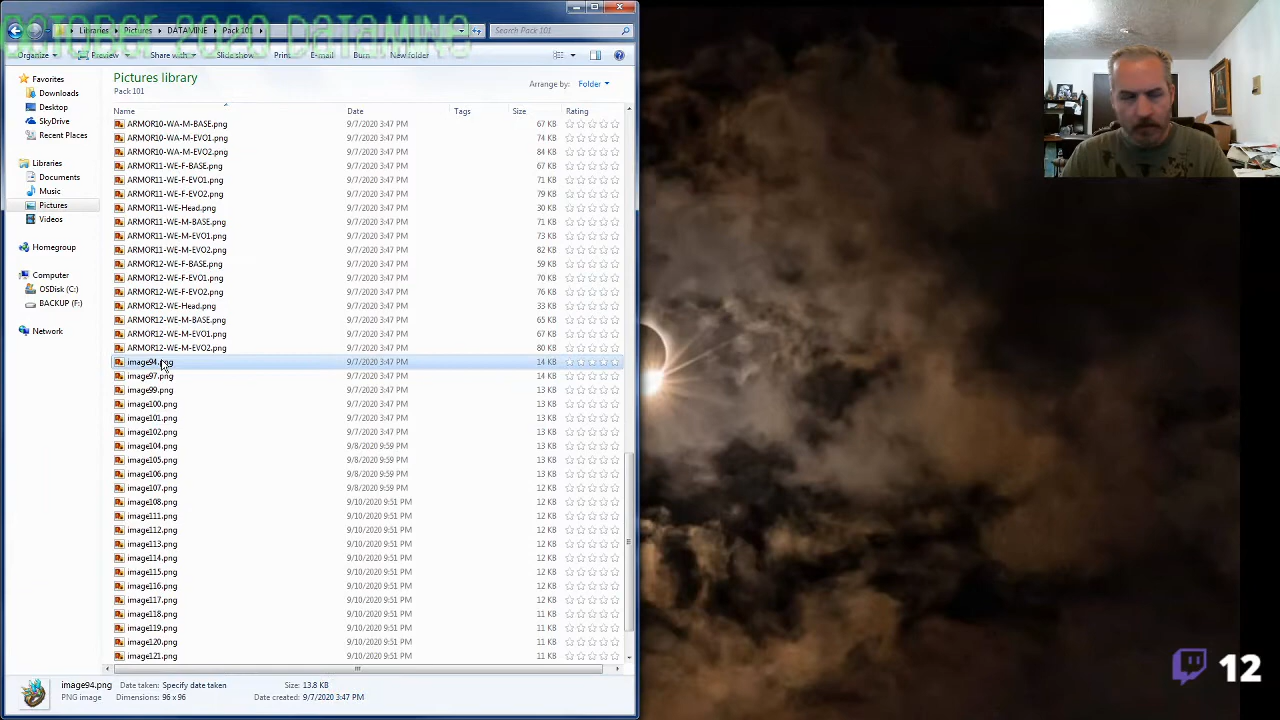 OCTOBER 2020 DATAMINE
Libraries Pictures DATAMINE Pack 101
Search Pack 101
Organize Preview Share with Slide show Print E-mail Burn New folder
Favorites
Downloads
Desktop
SkyDrive
Recent Places
Libraries
Documents
Music
Pictures
Videos
Homegroup
Computer
OSDisk (C:)
BACKUP (F:)
Network
Pictures library
Pack 101
Arrange by: Folder
Name Date Tags Size Rating
ARMOR10-WA-M-BASE.png 9/7/2020 3:47 PM 67 KB
ARMOR10-WA-M-EVO1.png 9/7/2020 3:47 PM 74 KB
ARMOR10-WA-M-EVO2.png 9/7/2020 3:47 PM 84 KB
ARMOR11-WE-F-BASE.png 9/7/2020 3:47 PM 67 KB
ARMOR11-WE-F-EVO1.png 9/7/2020 3:47 PM 71 KB
ARMOR11-WE-F-EVO2.png 9/7/2020 3:47 PM 79 KB
ARMOR11-WE-Head.png 9/7/2020 3:47 PM 30 KB
ARMOR11-WE-M-BASE.png 9/7/2020 3:47 PM 71 KB
ARMOR11-WE-M-EVO1.png 9/7/2020 3:47 PM 73 KB
ARMOR11-WE-M-EVO2.png 9/7/2020 3:47 PM 82 KB
ARMOR12-WE-F-BASE.png 9/7/2020 3:47 PM 59 KB
ARMOR12-WE-F-EVO1.png 9/7/2020 3:47 PM 70 KB
ARMOR12-WE-F-EVO2.png 9/7/2020 3:47 PM 76 KB
ARMOR12-WE-Head.png 9/7/2020 3:47 PM 33 KB
ARMOR12-WE-M-BASE.png 9/7/2020 3:47 PM 65 KB
ARMOR12-WE-M-EVO1.png 9/7/2020 3:47 PM 67 KB
ARMOR12-WE-M-EVO2.png 9/7/2020 3:47 PM 80 KB
image94.png 9/7/2020 3:47 PM 14 KB
image97.png 9/7/2020 3:47 PM 14 KB
image99.png 9/7/2020 3:47 PM 13 KB
image100.png 9/7/2020 3:47 PM 13 KB
9/7/2020 3:47 PM 13 KB
image102.png 9/7/2020 3:47 PM 13 KB
image104.png 9/8/2020 9:59 PM 13 KB
image105.png 9/8/2020 9:59 PM 13 KB
image106.png 9/8/2020 9:59 PM 13 KB
image107.png 9/8/2020 9:59 PM 12 KB
image108.png 9/10/2020 9:51 PM 12 KB
image111.png 9/10/2020 9:51 PM 12 KB
image112.png 9/10/2020 9:51 PM 12 KB
image113.png 9/10/2020 9:51 PM 12 KB
image114.png 9/10/2020 9:51 PM 12 KB
image115.png 9/10/2020 9:51 PM 12 KB
9/10/2020 9:51 PM 12 KB
image117.png 9/10/2020 9:51 PM 12 KB
image118.png 9/10/2020 9:51 PM 11 KB
9/10/2020 9:51 PM 11 KB
9/10/2020 9:51 PM 11 KB
image121.png 9/10/2020 9:51 PM 11 KB
image94.png Date taken: Specify date taken Size: 13.8 KB
PNG image Dimensions: 96 x 96 Date created: 9/7/2020 3:47 PM
12